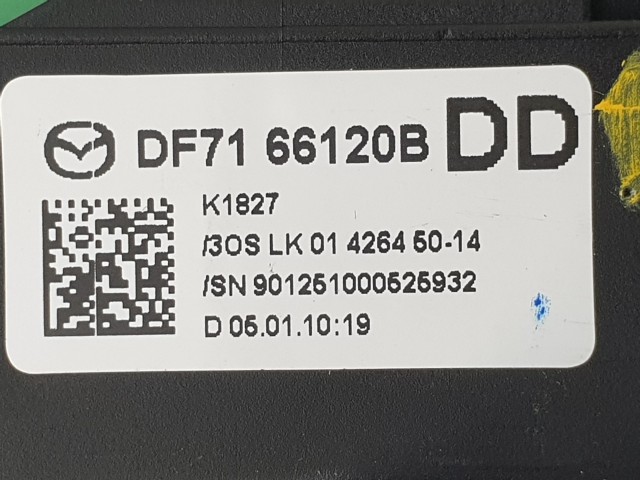 DF71 66120B DD
K1827
/3OS LK 01 4264 50-14
/SN 901251000525932
D 05.01.10:19